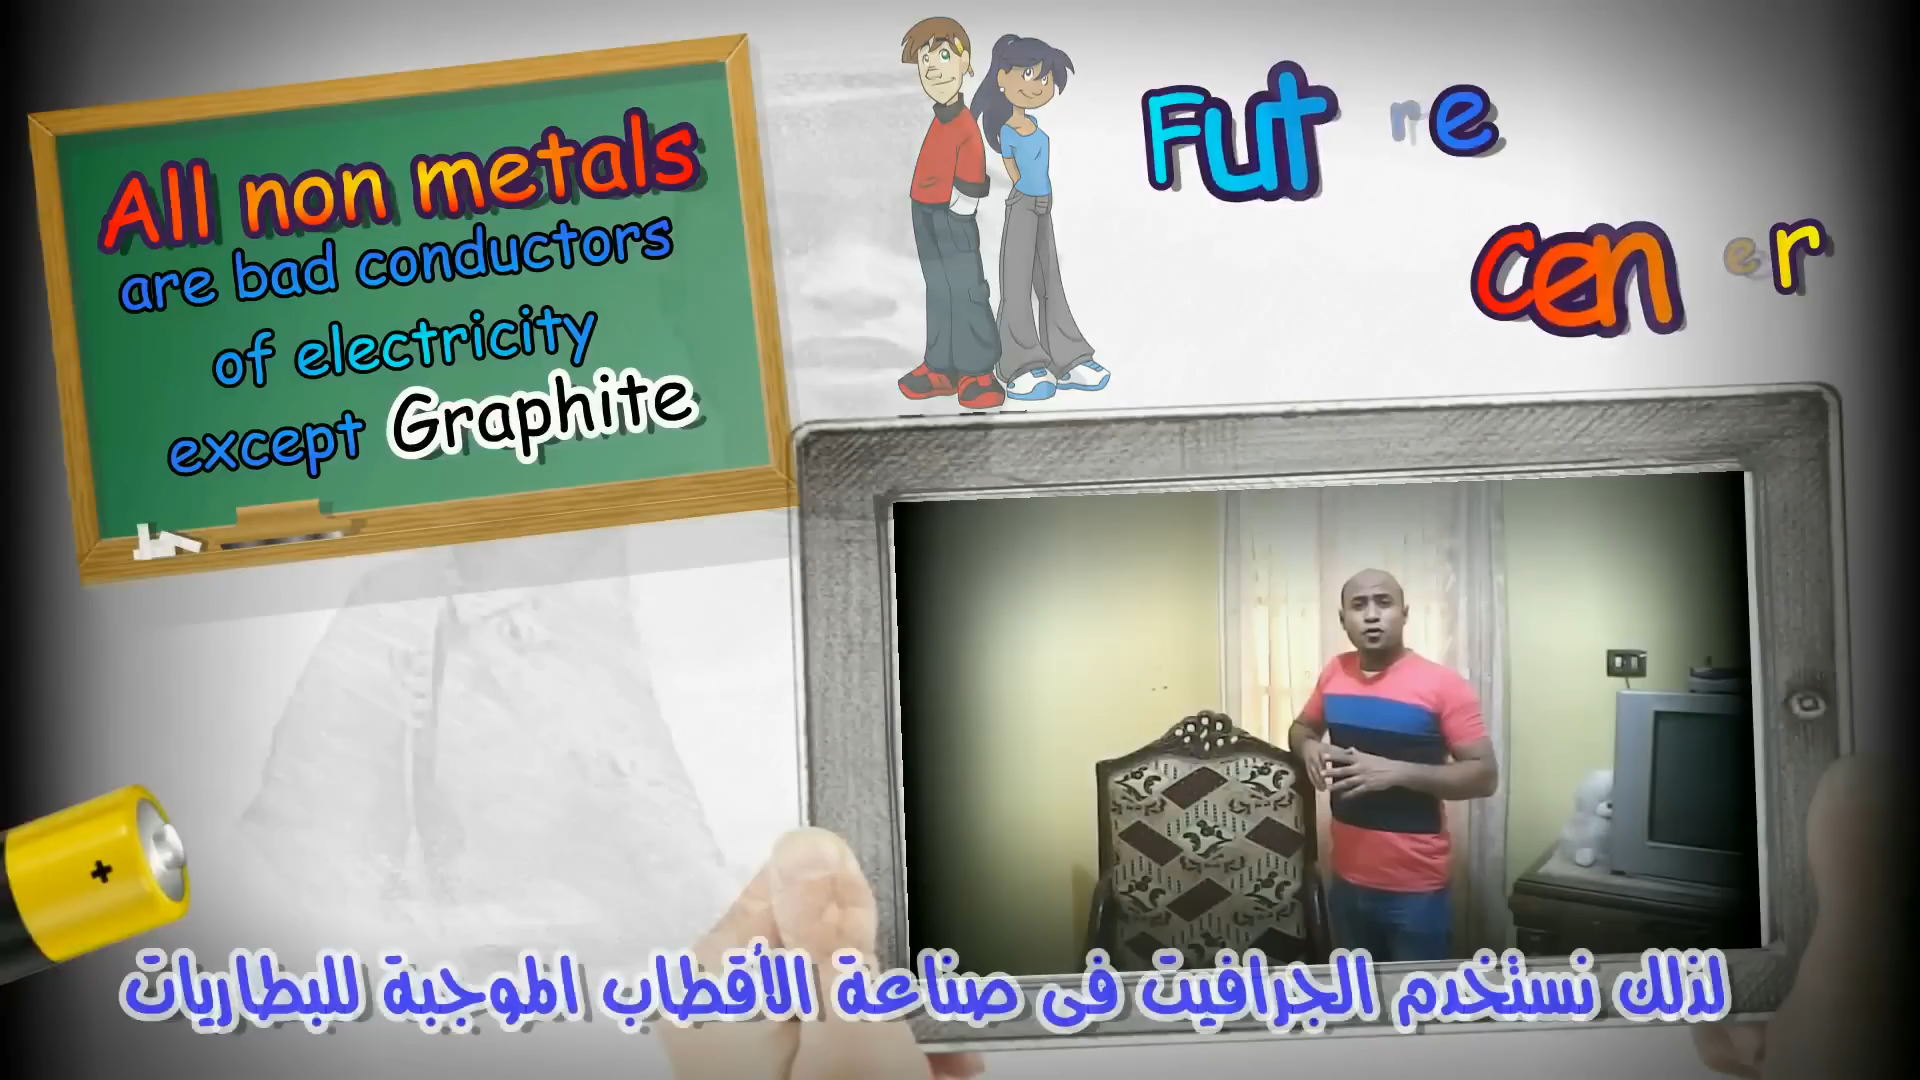 All non metals
are bad conductors
of electricity
except Graphite
Fut re
cen er
+
لذلك نستخدم الجرافيت فى صناعة الأقطاب الموجبة للبطاريات